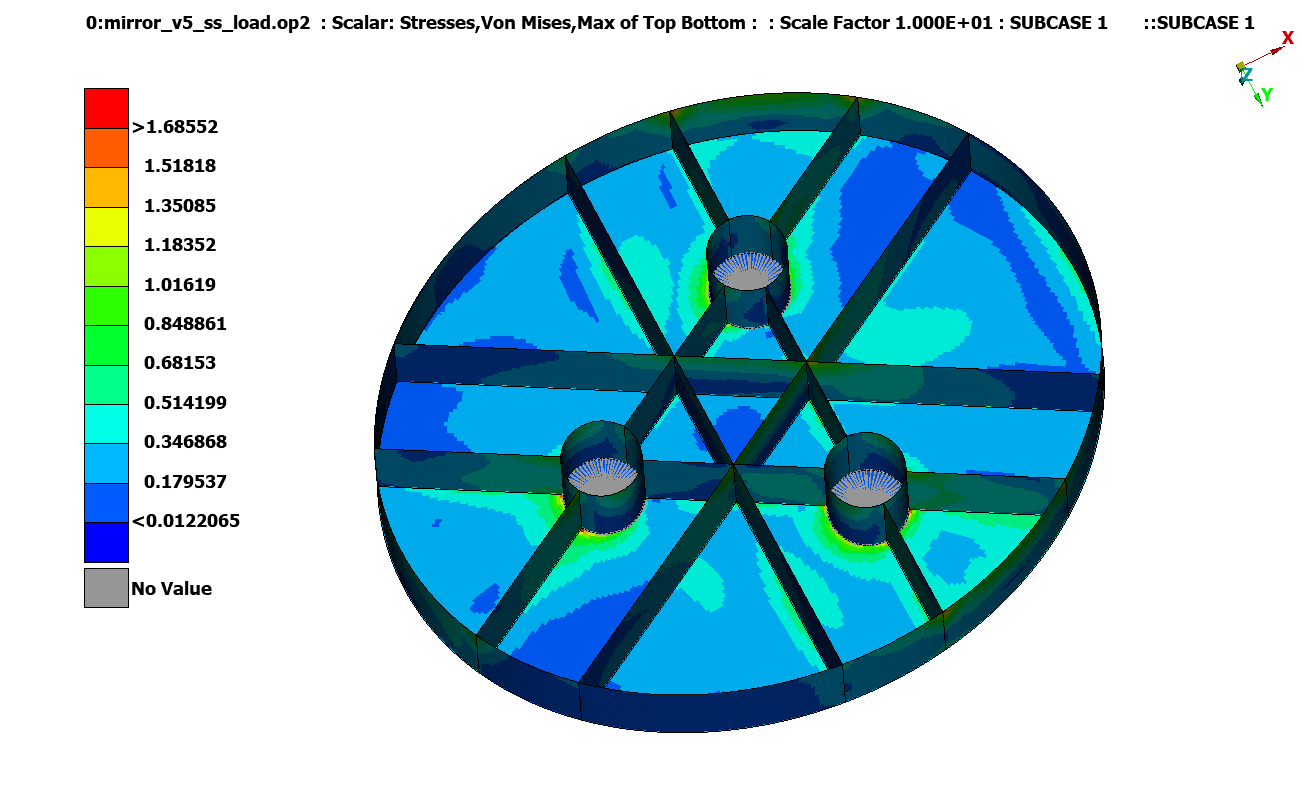 0:mirror_v5_ss_load.op2 : Scalar: Stresses,Von Mises,Max of Top Bottom : : Scale Factor 1.000E+01 : SUBCASE 1 ::SUBCASE 1
X
Z
Y
>1.68552
1.51818
1.35085
1.18352
1.01619
0.848861
0.68153
0.514199
0.346868
0.179537
<0.0122065
No Value